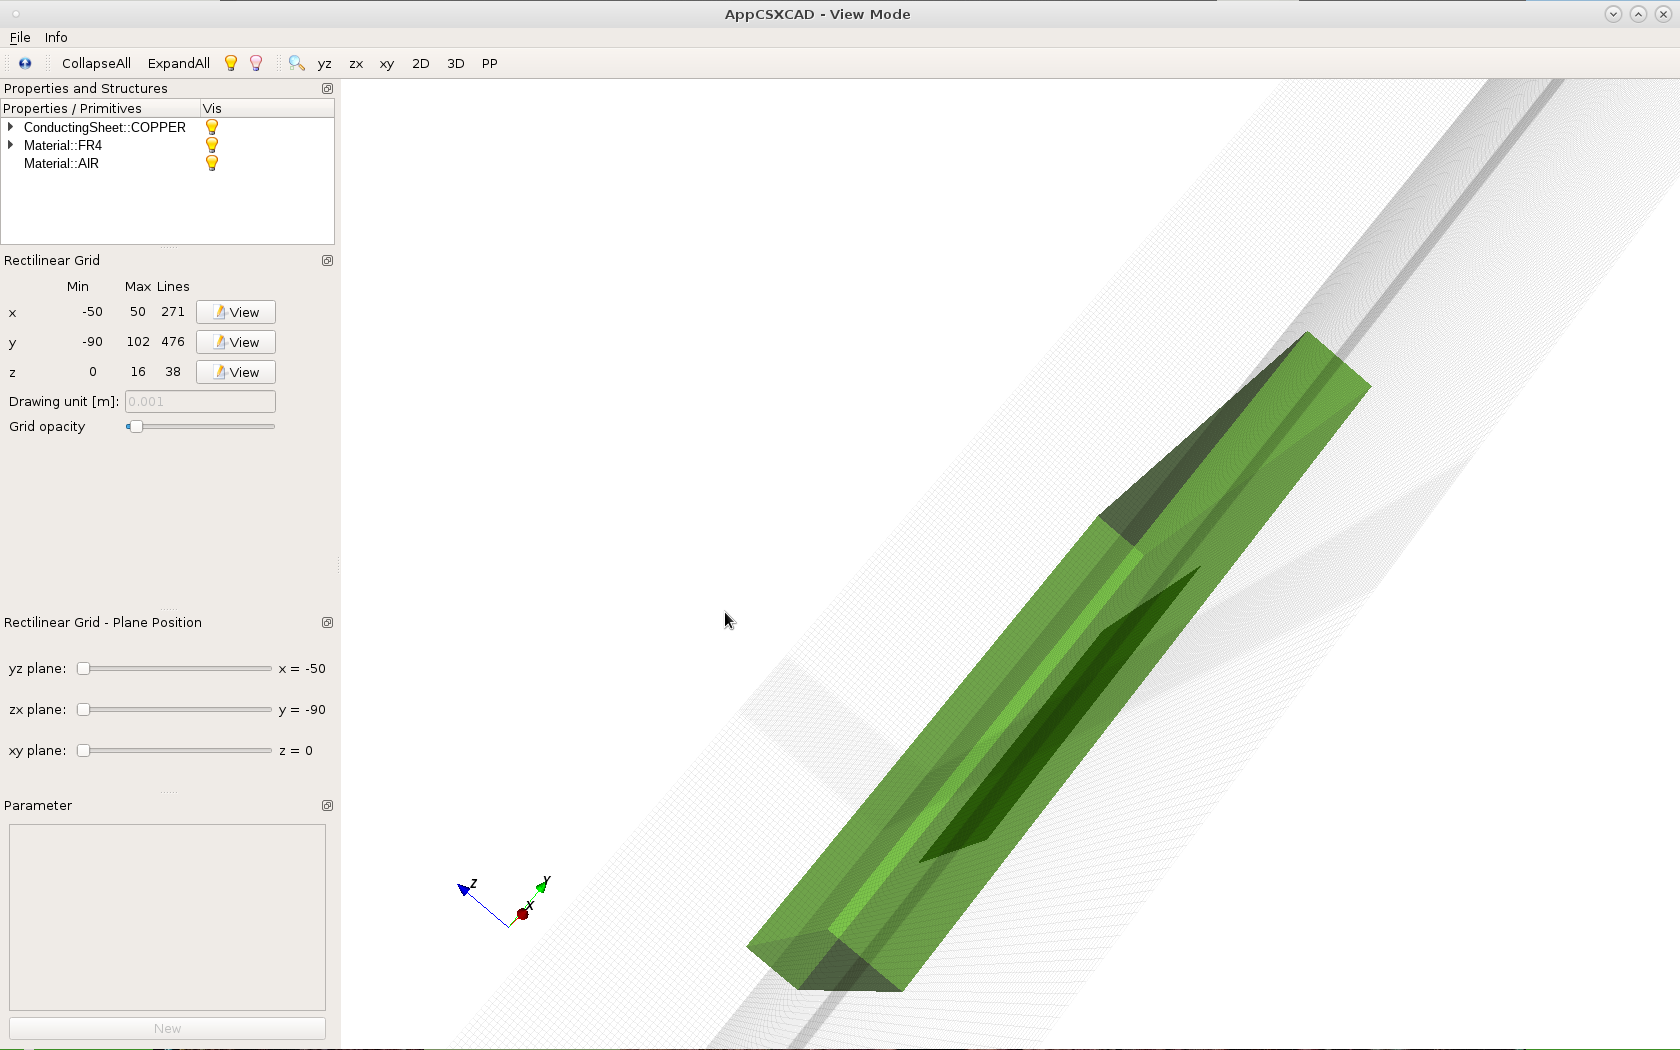 AppCSXCAD - View Mode
File Info
CollapseAll ExpandAll yz zx xy 2D 3D PP
Properties and Structures
Properties / Primitives Vis
ConductingSheet::COPPER
Material::FR4
Material::AIR
Rectilinear Grid
Min Max Lines
x -50 50 271 View
y -90 102 476 View
z 0 16 38 View
Drawing unit [m]: 0.001
Grid opacity
Rectilinear Grid - Plane Position
yz plane: x = -50
zx plane: y = -90
xy plane: z = 0
Parameter
New
z Y
X